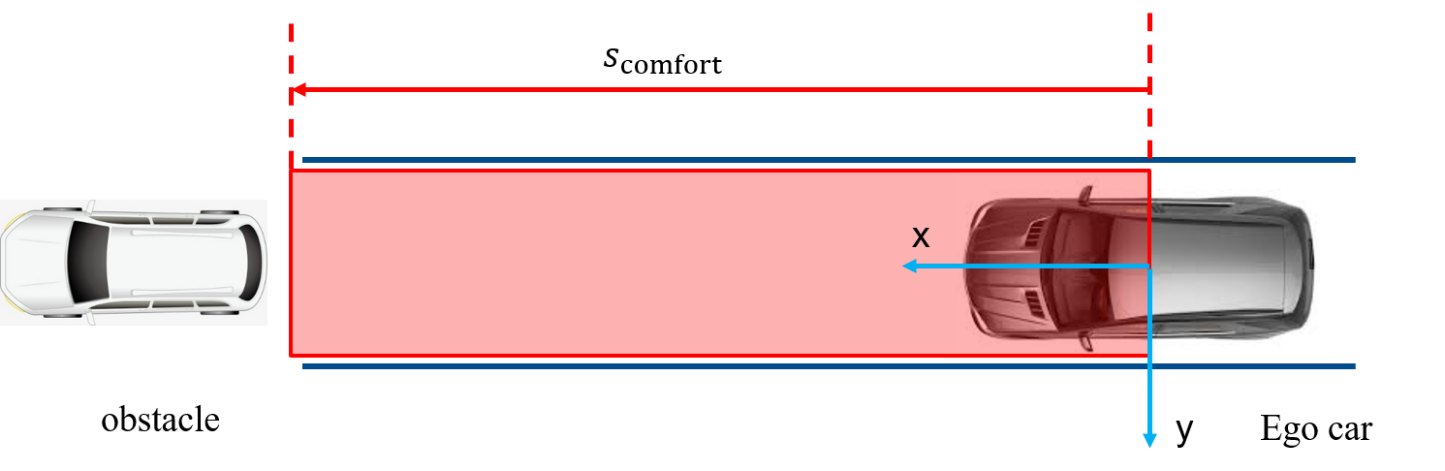 s_comfort
x
obstacle
y
Ego car